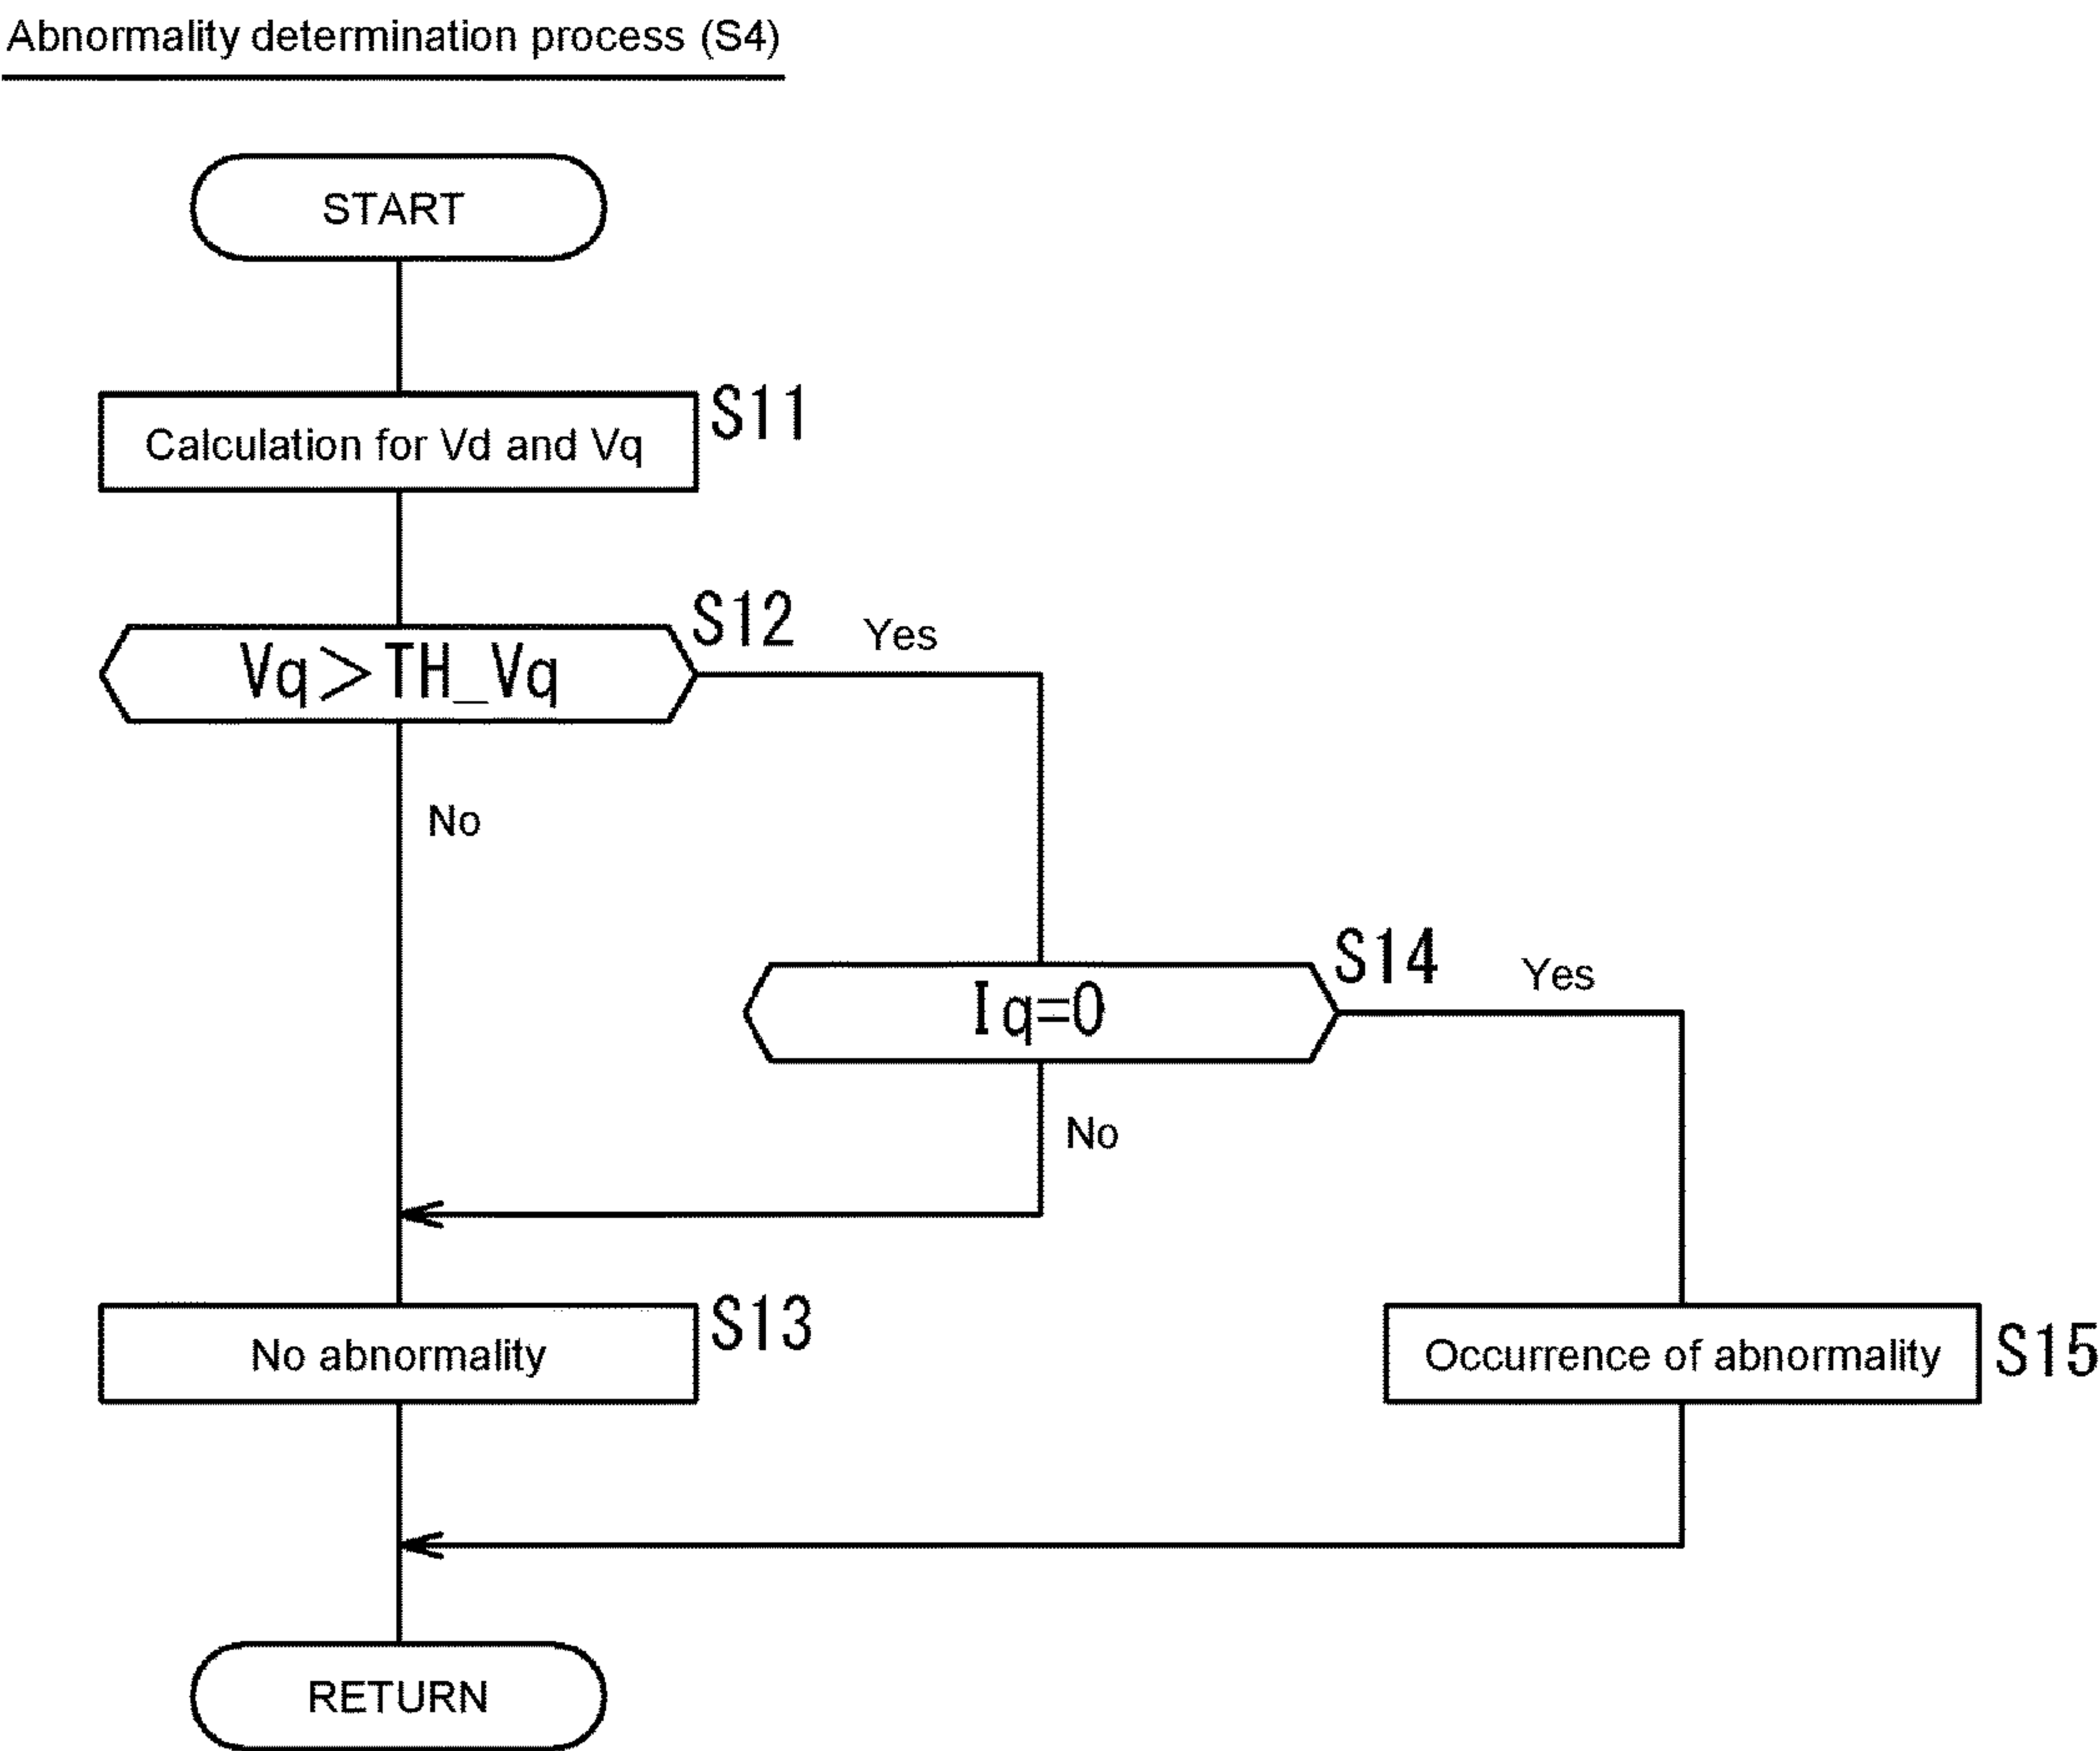 Abnormality determination process (S4)
START
S11
Calculation for Vd and Vq
S12
Yes
Vq＞TH_Vq
No
S14
Yes
Iq=0
No
S13
No abnormality
S15
Occurrence of abnormality
RETURN